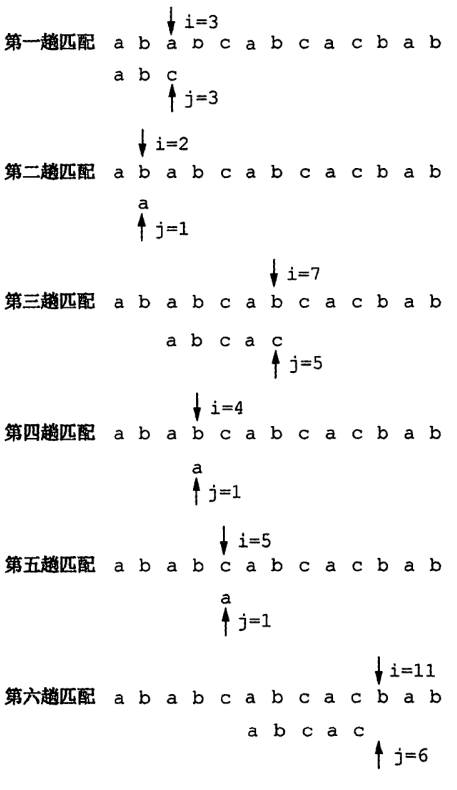 i=3
第一趟匹配 a b a b c a b c a c b a b
a b c
j=3
i=2
第二趟匹配 a b a b c a b c a c b a b
a
j=1
i=7
第三趟匹配 a b a b c a b c a c b a b
a b c a c
j=5
i=4
第四趟匹配 a b a b c a b c a c b a b
a
j=1
i=5
第五趟匹配 a b a b c a b c a c b a b
a
j=1
i=11
第六趟匹配 a b a b c a b c a c b a b
a b c a c
j=6